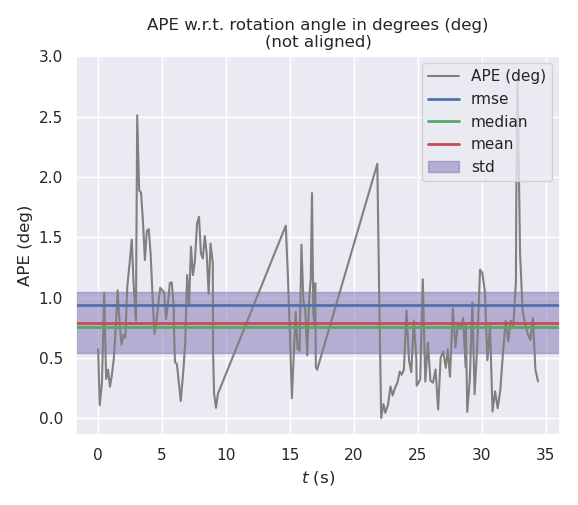 APE w.r.t. rotation angle in degrees (deg)
(not aligned)
APE (deg)
rmse
median
mean
std
APE (deg)
3.0
2.5
2.0
1.5
1.0
0.5
0.0
0 5 10 15 20 25 30 35
t (s)